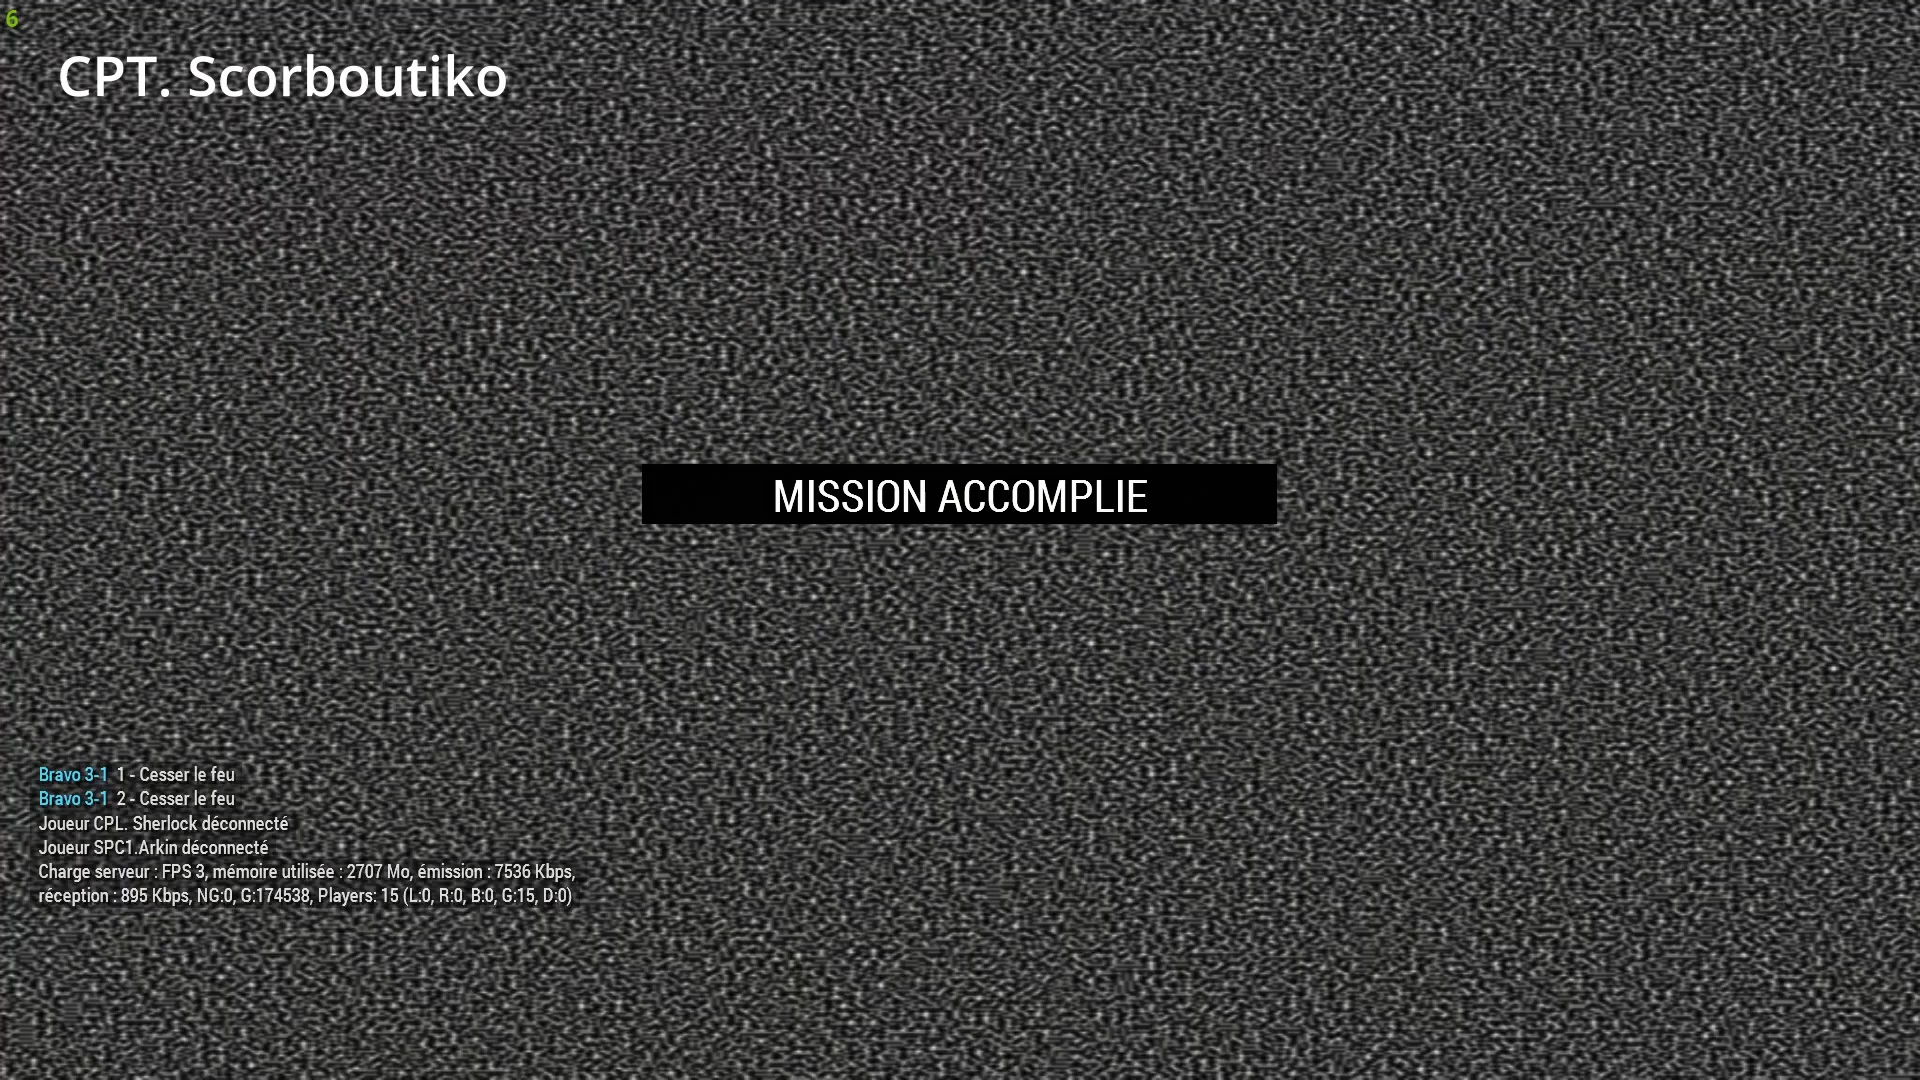 6
CPT. Scorboutiko
MISSION ACCOMPLIE
Bravo 3-1 1 - Cesser le feu
Bravo 3-1 2 - Cesser le feu
Joueur CPL. Sherlock déconnecté
Joueur SPC1.Arkin déconnecté
Charge serveur : FPS 3, mémoire utilisée : 2707 Mo, émission : 7536 Kbps,
réception : 895 Kbps, NG:0, G:174538, Players: 15 (L:0, R:0, B:0, G:15, D:0)